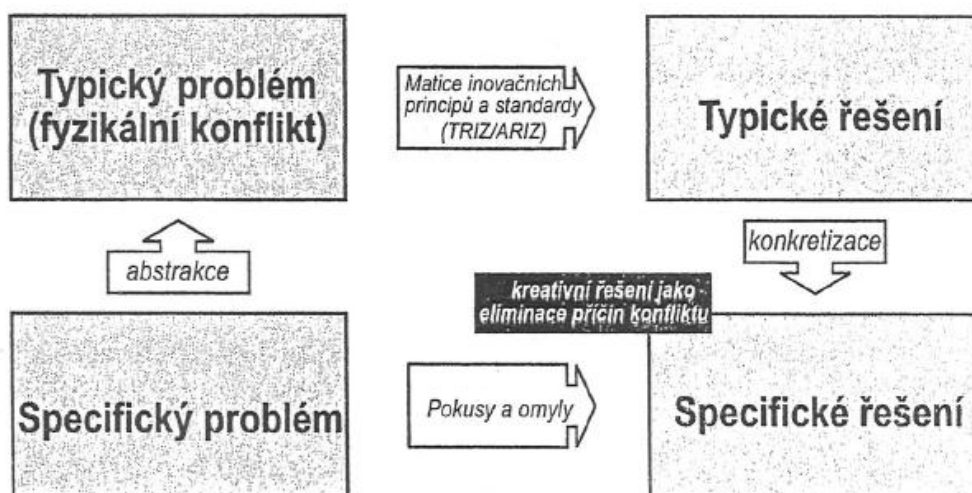 Typický problém
(fyzikální konflikt)
Matice inovačních
principů a standardy
(TRIZ/ARIZ)
Typické řešení
abstrakce
konkretizace
kreativní řešení jako
eliminace příčin konfliktu
Specifický problém
Pokusy a omyly
Specifické řešení